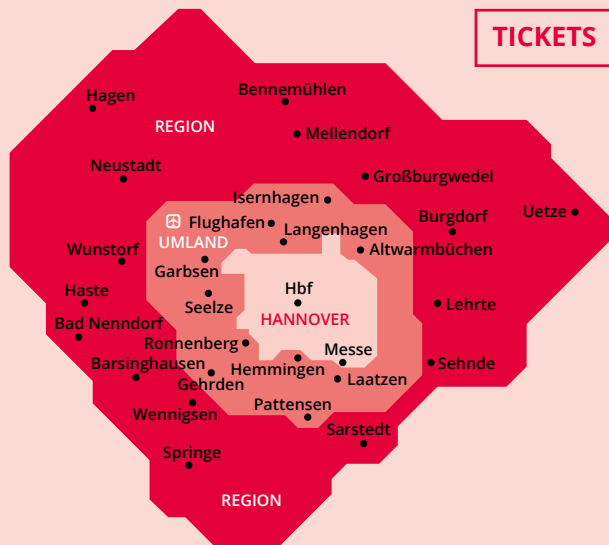 TICKETS
Hagen
Bennemühlen
REGION
Mellendorf
Neustadt
Großburgwedel
Isernhagen
Uetze
Burgdorf
Flughafen
Langenhagen
UMLAND
Wunstorf
Altwarmbüchen
Garbsen
Hbf
Haste
Seelze
Lehrte
HANNOVER
Bad Nenndorf
Ronnenberg
Messe
Barsinghausen
Hemmingen
Sehnde
Gehrden
Laatzen
Pattensen
Wennigsen
Sarstedt
Springe
REGION